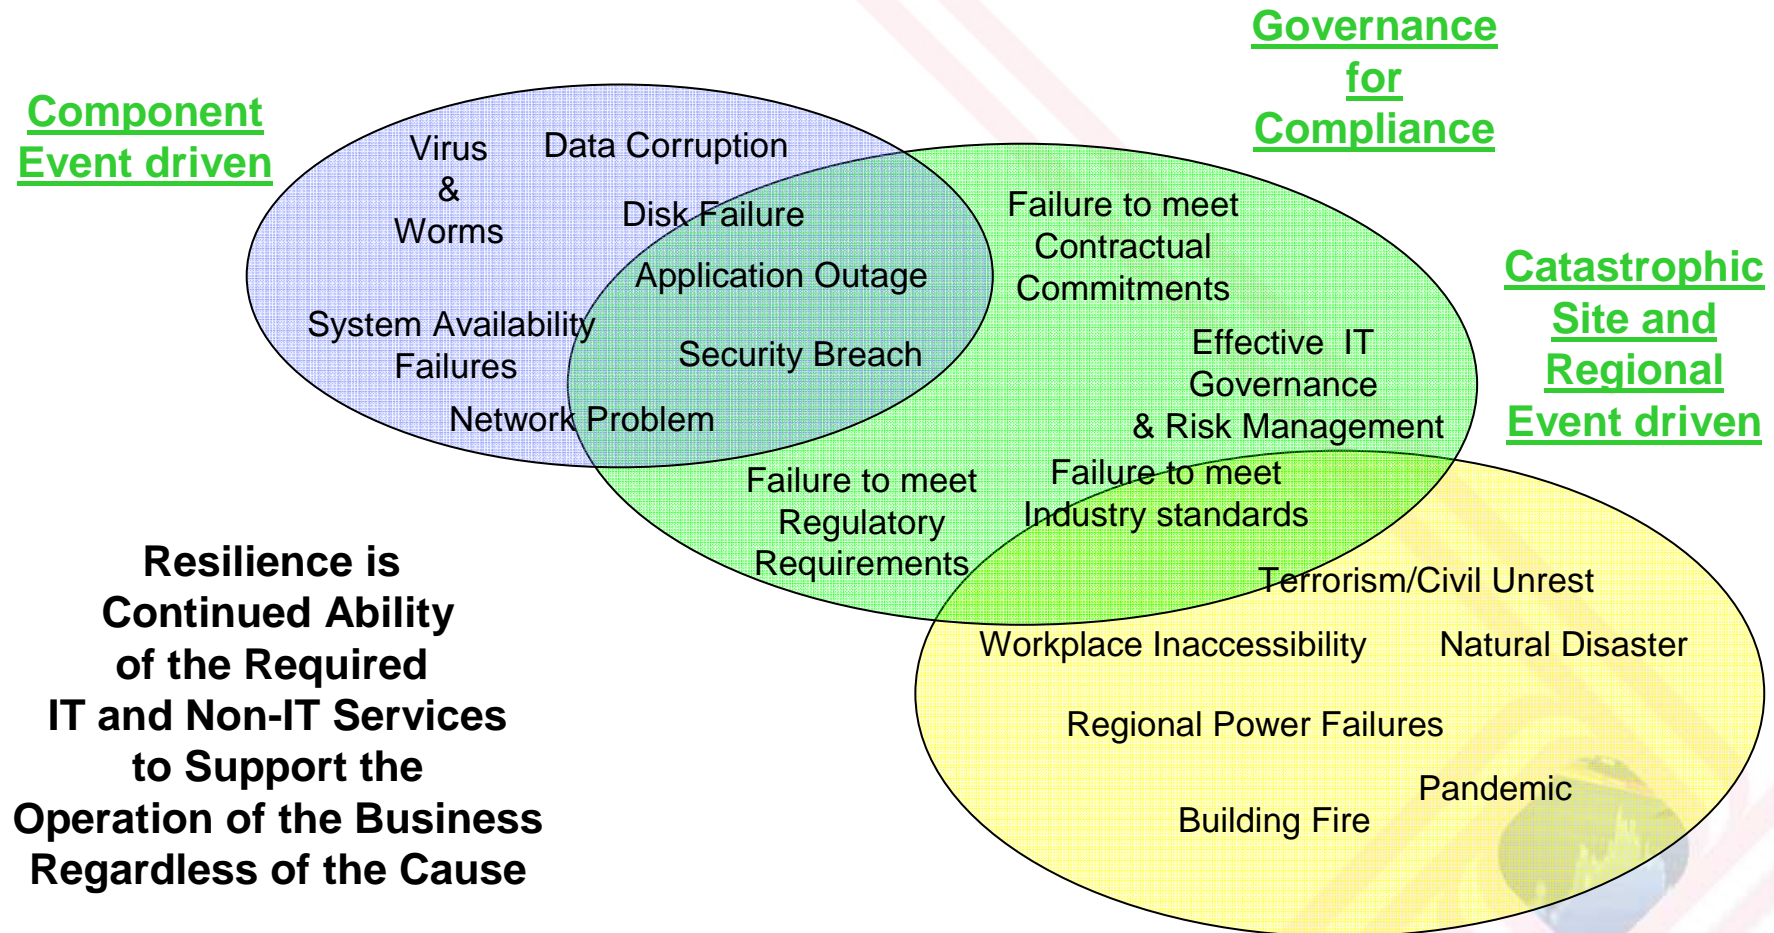 Governance
for
Compliance
Component
Event driven
Virus
&
Worms
Data Corruption
Disk Failure
Application Outage
System Availability
Failures
Security Breach
Network Problem
Failure to meet
Contractual
Commitments
Effective IT
Governance
& Risk Management
Catastrophic
Site and
Regional
Event driven
Failure to meet
Regulatory
Requirements
Failure to meet
Industry standards
Resilience is
Continued Ability
of the Required
IT and Non-IT Services
to Support the
Operation of the Business
Regardless of the Cause
Terrorism/Civil Unrest
Workplace Inaccessibility
Natural Disaster
Regional Power Failures
Pandemic
Building Fire